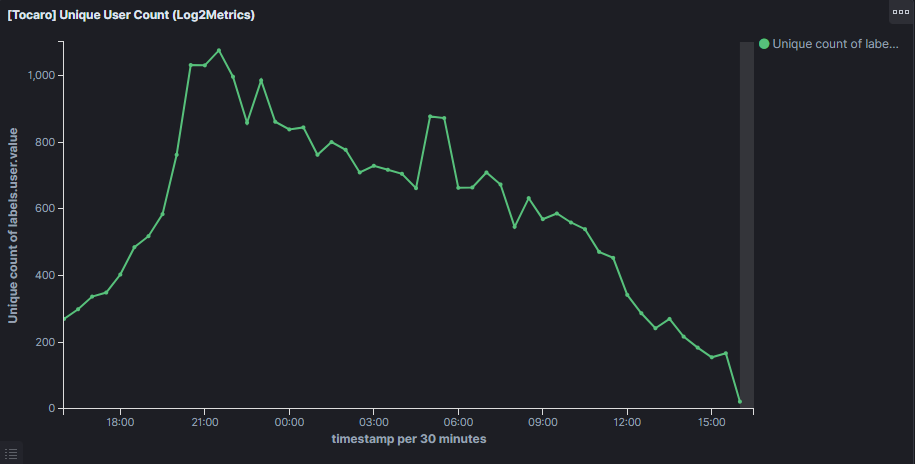 [Tocaro] Unique User Count (Log2Metrics)
Unique count of labe...
Unique count of labels.user.value
1,000
800
600
400
200
0
18:00 21:00 00:00 03:00 06:00 09:00 12:00 15:00
timestamp per 30 minutes